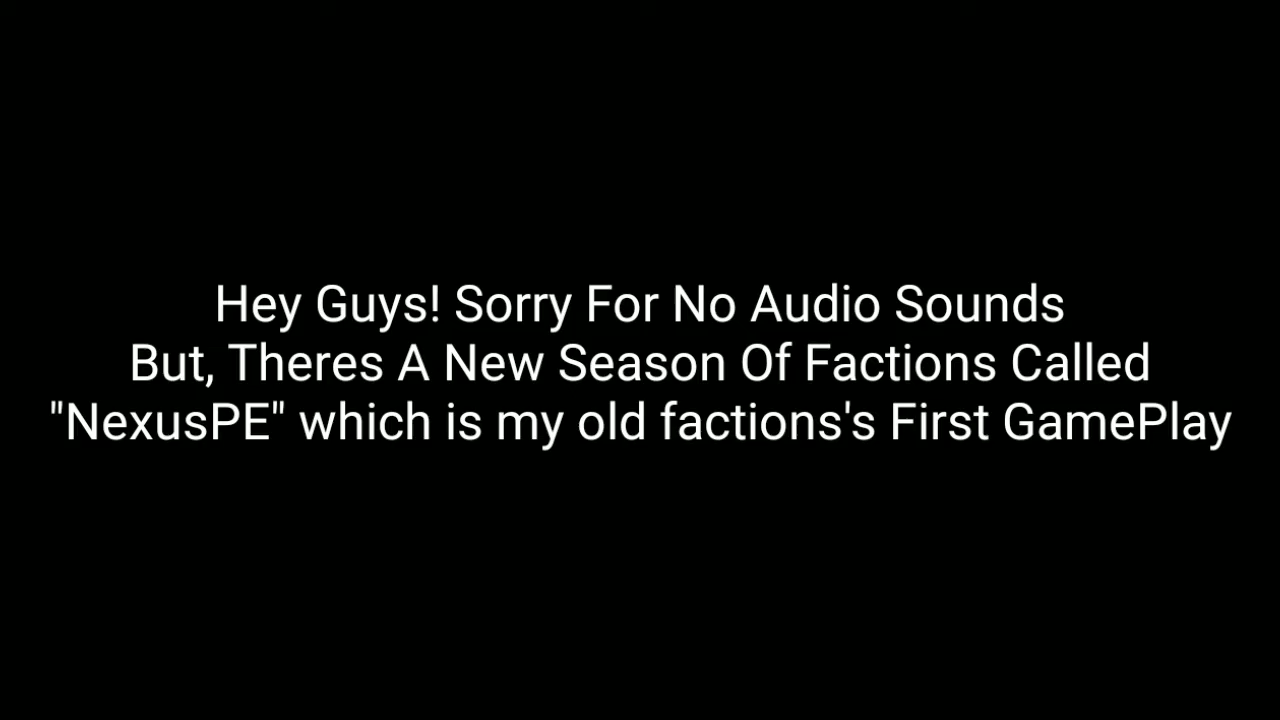 Hey Guys! Sorry For No Audio Sounds
But, Theres A New Season Of Factions Called
"NexusPE" which is my old factions's First GamePlay